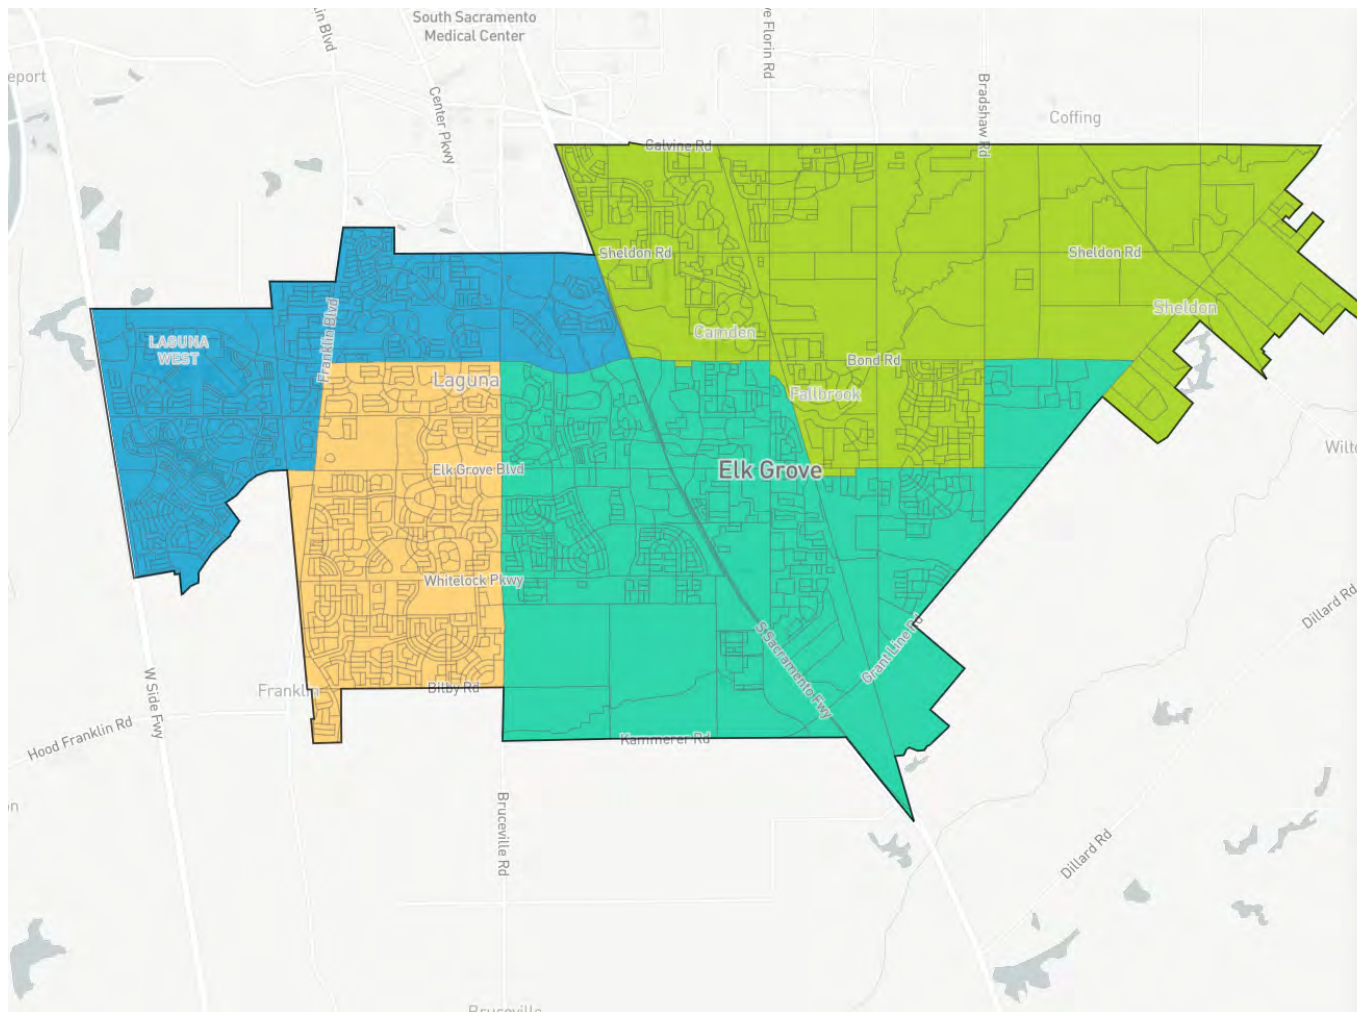 South Sacramento
Medical Center
Center Pkwy
Florin Rd
Bradshaw Rd
Coffing
Calvine Rd
Sheldon Rd
Sheldon Rd
Sheldon
Franklin Blvd
LAGUNA
WEST
Camden
Bond Rd
Laguna
Fallbrook
Elk Grove Blvd
Elk Grove
Whitelock Pkwy
Dillard Rd
S Sacramento Fwy
Grant Line Rd
W Side Fwy
Franklin
Bilby Rd
Hood Franklin Rd
Kammerer Rd
Bruceville Rd
Dillard Rd
Bruceville